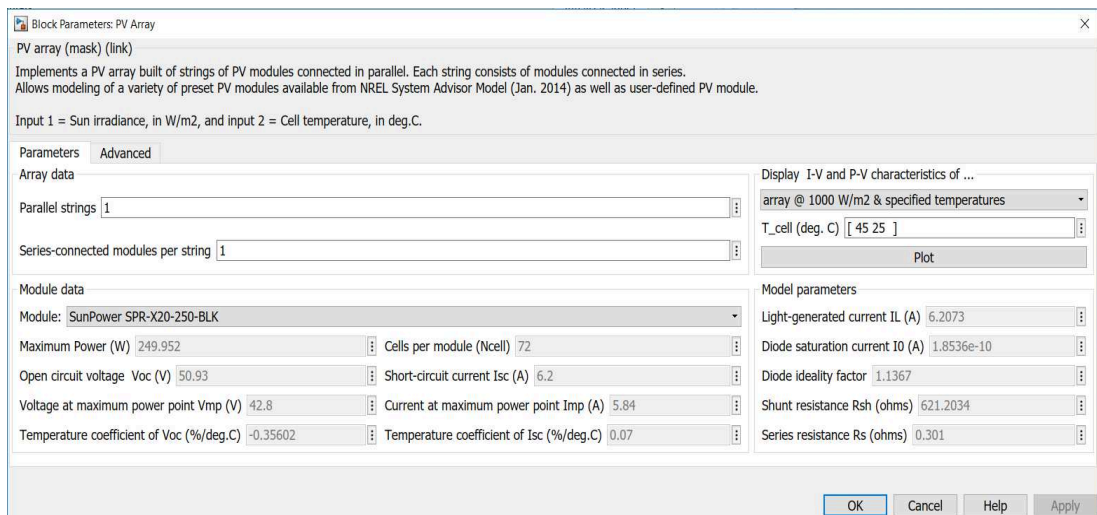 Block Parameters: PV Array
PV array (mask) (link)
Implements a PV array built of strings of PV modules connected in parallel. Each string consists of modules connected in series.
Allows modeling of a variety of preset PV modules available from NREL System Advisor Model (Jan. 2014) as well as user-defined PV module.
Input 1 = Sun irradiance, in W/m2, and input 2 = Cell temperature, in deg.C.
Parameters Advanced
Array data
Parallel strings 1
Series-connected modules per string 1
Display I-V and P-V characteristics of ...
array @ 1000 W/m2 & specified temperatures
T_cell (deg. C) [ 45 25 ]
Plot
Module data
Module: SunPower SPR-X20-250-BLK
Maximum Power (W) 249.952 Cells per module (Ncell) 72
Open circuit voltage Voc (V) 50.93 Short-circuit current Isc (A) 6.2
Voltage at maximum power point Vmp (V) 42.8 Current at maximum power point Imp (A) 5.84
Temperature coefficient of Voc (%/deg.C) -0.35602 Temperature coefficient of Isc (%/deg.C) 0.07
Model parameters
Light-generated current IL (A) 6.2073
Diode saturation current I0 (A) 1.8536e-10
Diode ideality factor 1.1367
Shunt resistance Rsh (ohms) 621.2034
Series resistance Rs (ohms) 0.301
OK Cancel Help Apply